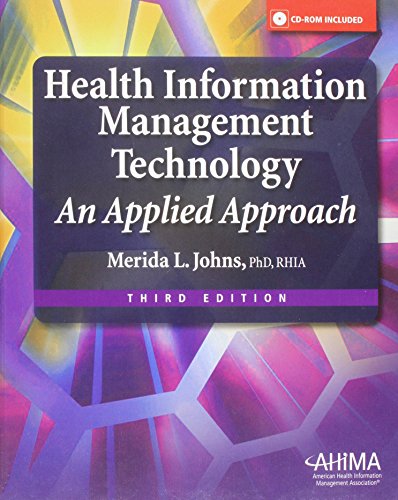 CD-ROM INCLUDED
Health Information
Management
Technology
An Applied Approach
Merida L. Johns, PhD, RHIA
THIRD EDITION
AHIMA
American Health Information
Management Association®